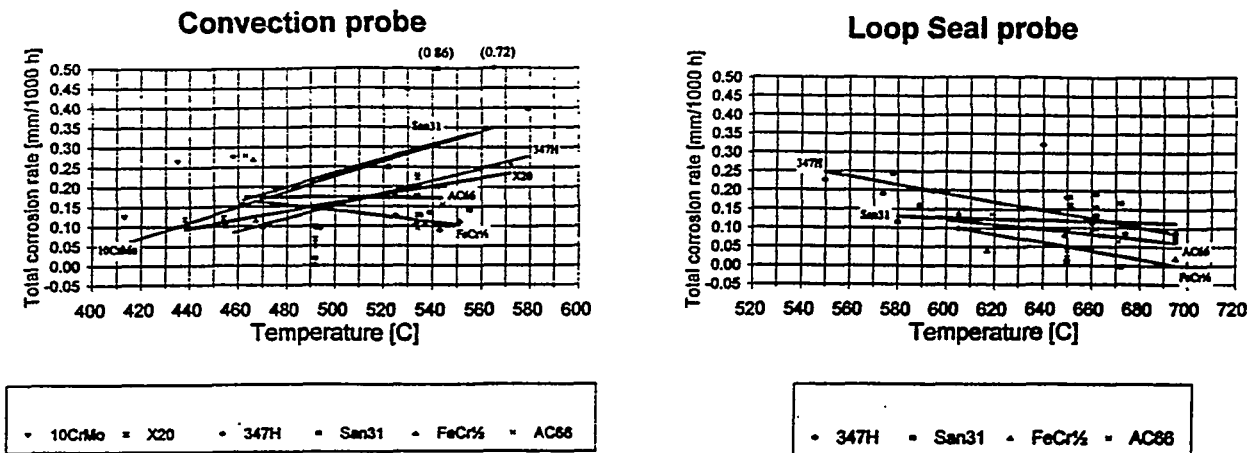 Convection probe
(0.86) (0.72)
Total corrosion rate [mm/1000 h]
0.50
0.45
0.40
0.35
0.30
0.25
0.20
0.15
0.10
0.05
0.00
-0.05
San31
347H
X20
AC66
FeCr½
10CrMo
400 420 440 460 480 500 520 540 560 580 600
Temperature [C]
10CrMo X20 347H San31 FeCr½ AC66
Loop Seal probe
Total corrosion rate [mm/1000 h]
0.50
0.45
0.40
0.35
0.30
0.25
0.20
0.15
0.10
0.05
0.00
-0.05
347H
San31
AC66
FeCr½
520 540 560 580 600 620 640 660 680 700 720
Temperature [C]
347H San31 FeCr½ AC66